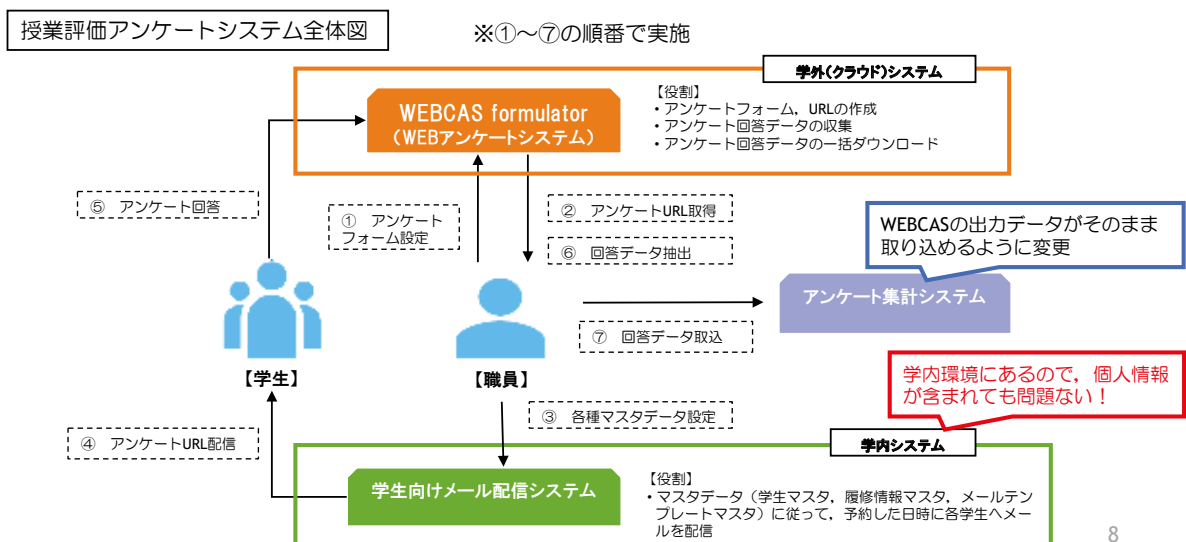 授業評価アンケートシステム全体図
※①～⑦の順番で実施
学外(クラウド)システム
WEBCAS formulator
（WEBアンケートシステム）
【役割】
・アンケートフォーム，URLの作成
・アンケート回答データの収集
・アンケート回答データの一括ダウンロード
⑤ アンケート回答
① アンケート
フォーム設定
② アンケートURL取得
⑥ 回答データ抽出
WEBCASの出力データがそのまま
取り込めるように変更
アンケート集計システム
⑦ 回答データ取込
【学生】
【職員】
学内環境にあるので，個人情報
が含まれても問題ない！
③ 各種マスタデータ設定
④ アンケートURL配信
学内システム
学生向けメール配信システム
【役割】
・マスタデータ（学生マスタ，履修情報マスタ，メールテン
プレートマスタ）に従って，予約した日時に各学生へメー
ルを配信
8